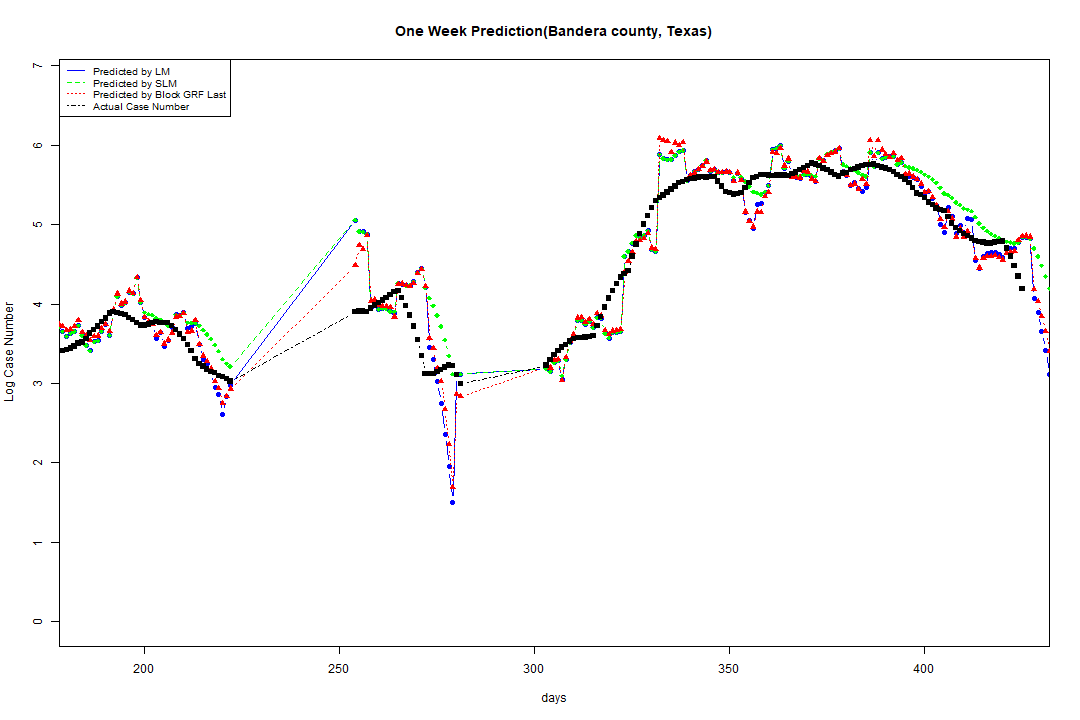 One Week Prediction(Bandera county, Texas)
Predicted by LM
Predicted by SLM
Predicted by Block GRF Last
Actual Case Number
7
6
5
4
3
2
1
0
Log Case Number
200 250 300 350 400
days